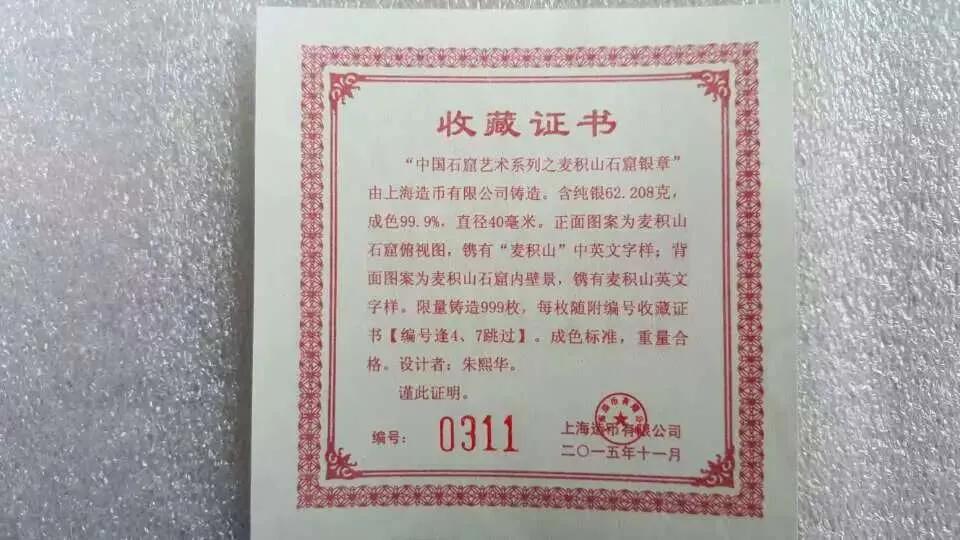 收藏证书
“中国石窟艺术系列之麦积山石窟银章”
由上海造币有限公司铸造。含纯银62.208克，
成色99.9%，直径40毫米。正面图案为麦积山
石窟俯视图，镌有“麦积山”中英文字样；背
面图案为麦积山石窟内壁景，镌有麦积山英文
字样。限量铸造999枚，每枚随附编号收藏证
书【编号逢4、7跳过】。成色标准，重量合
格。设计者：朱熙华。
谨此证明。
编号： 0311
上海造币有限公司
二〇一五年十一月